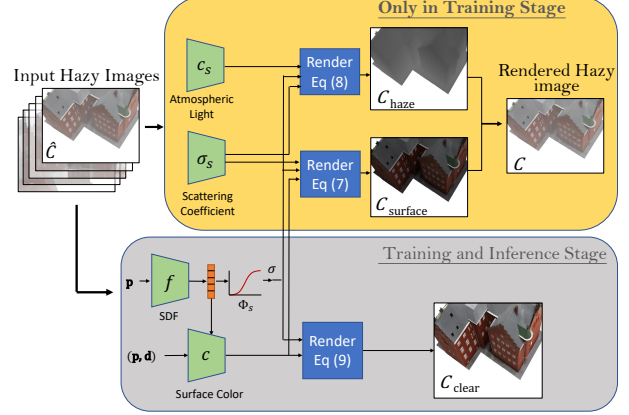 Only in Training Stage
Input Hazy Images
Ĉ
c_s
Atmospheric
Light
σ_s
Scattering
Coefficient
Render
Eq (8)
Render
Eq (7)
C_haze
C_surface
Rendered Hazy
image
C
Training and Inference Stage
p
f
SDF
Φ_s
σ
(p, d)
c
Surface Color
Render
Eq (9)
C_clear